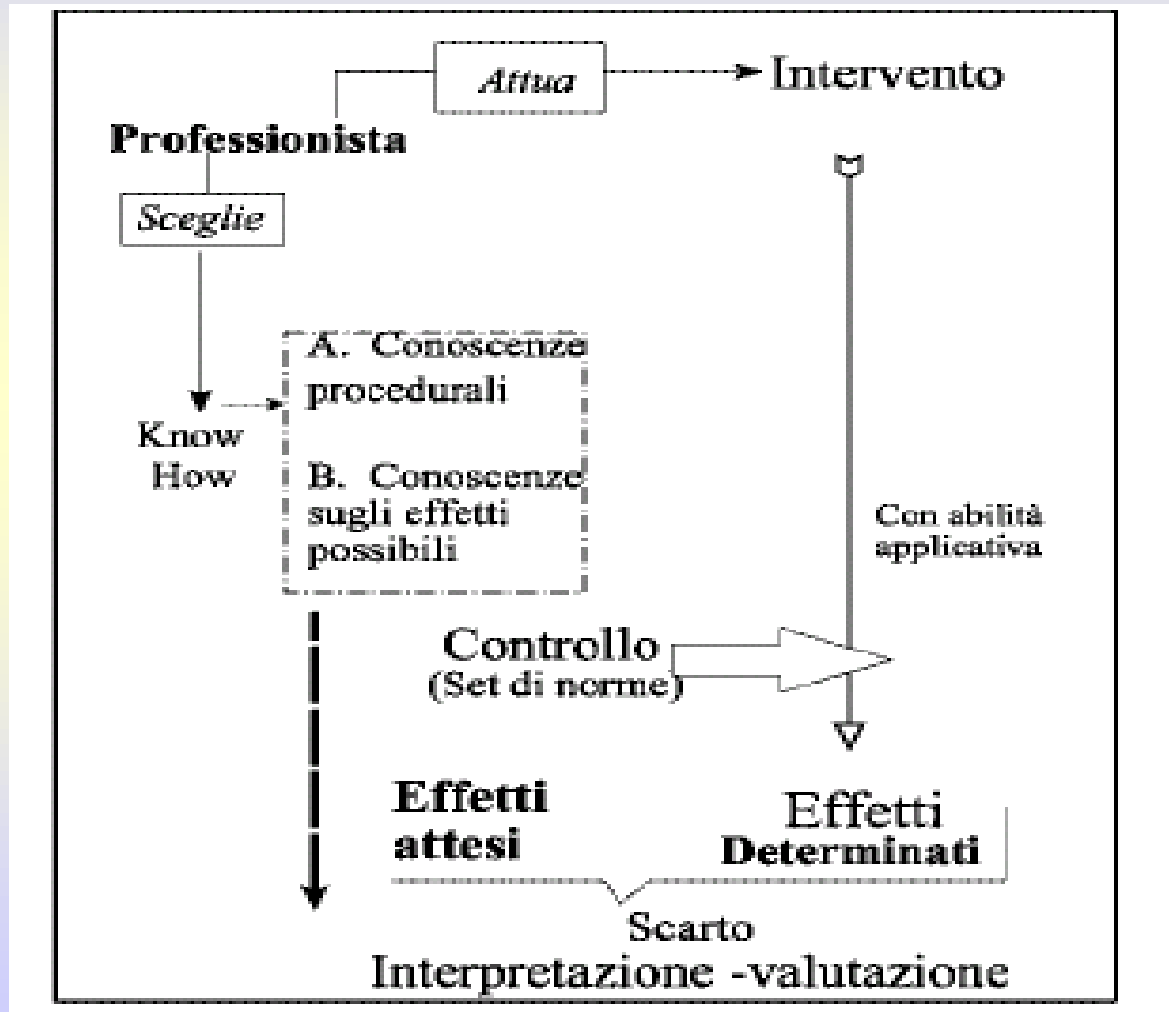 Attua
Intervento
Professionista
Sceglie
A. Conoscenze
procedurali
Know
How
B. Conoscenze
sugli effetti
possibili
Con abilità
applicativa
Controllo
(Set di norme)
Effetti
attesi
Effetti
Determinati
Scarto
Interpretazione -valutazione